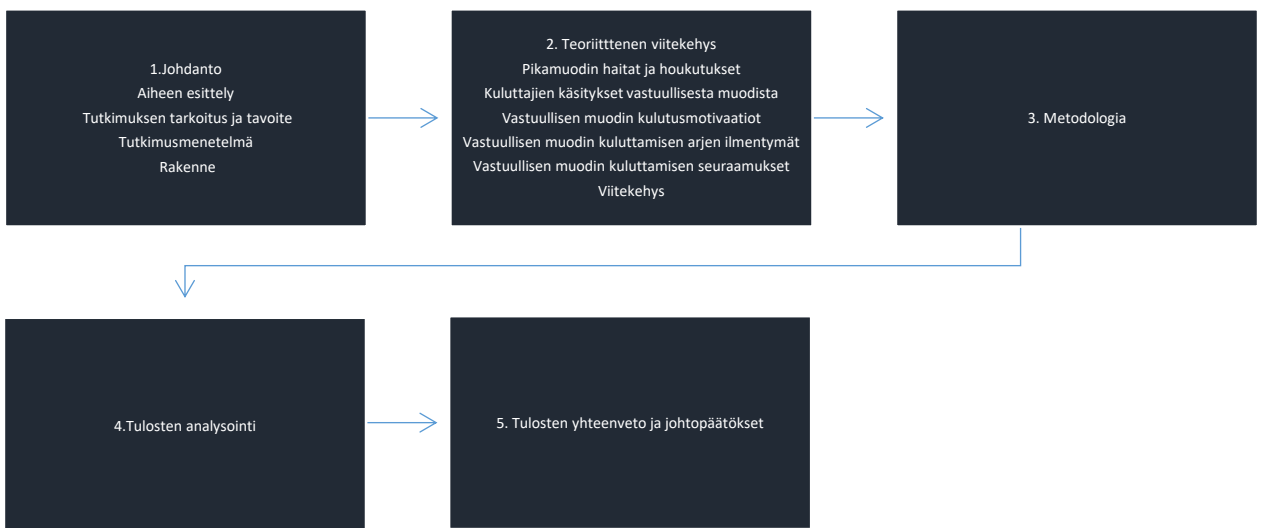 1.Johdanto
Aiheen esittely
Tutkimuksen tarkoitus ja tavoite
Tutkimusmenetelmä
Rakenne
2. Teoriitttenen viitekehys
Pikamuodin haitat ja houkutukset
Kuluttajien käsitykset vastuullisesta muodista
Vastuullisen muodin kulutusmotivaatiot
Vastuullisen muodin kuluttamisen arjen ilmentymät
Vastuullisen muodin kuluttamisen seuraamukset
Viitekehys
3. Metodologia
4.Tulosten analysointi
5. Tulosten yhteenveto ja johtopäätökset